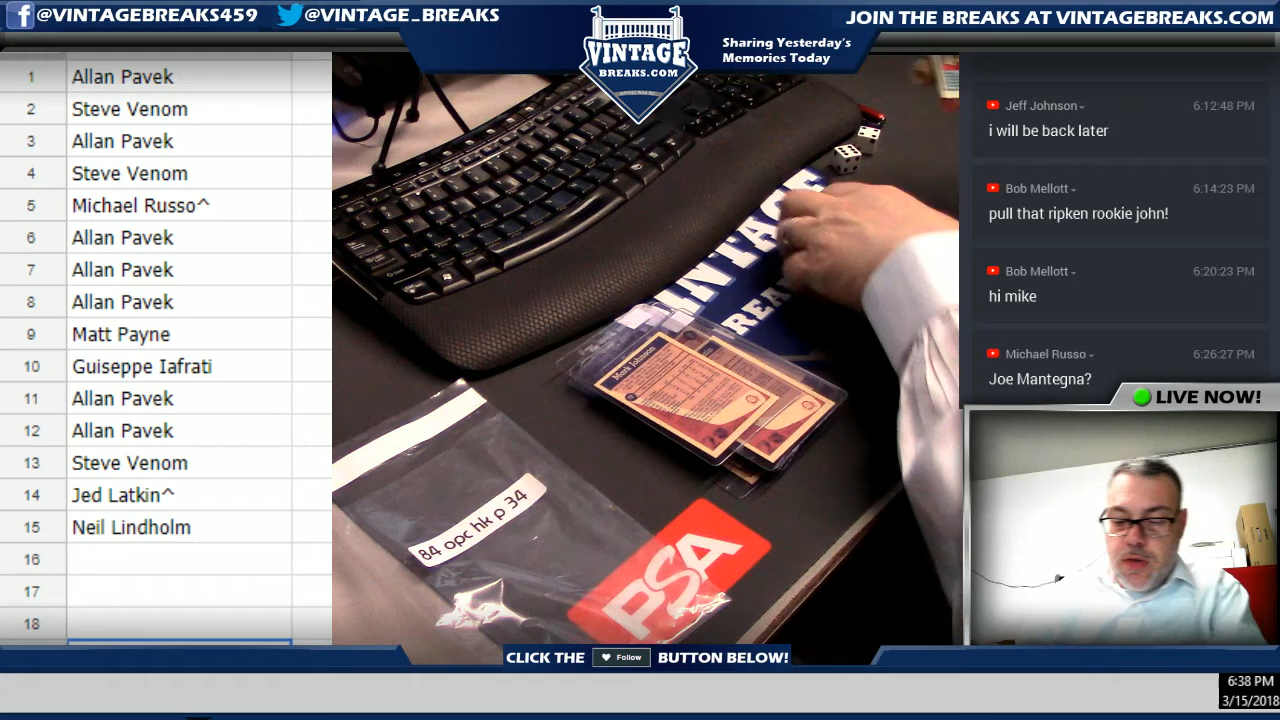 @VINTAGEBREAKS459
@VINTAGE_BREAKS
VINTAGE
BREAKS.COM
Sharing Yesterday's
Memories Today
JOIN THE BREAKS AT VINTAGEBREAKS.COM
1 Allan Pavek
2 Steve Venom
3 Allan Pavek
4 Steve Venom
5 Michael Russo^
6 Allan Pavek
7 Allan Pavek
8 Allan Pavek
9 Matt Payne
10 Guiseppe Iafrati
11 Allan Pavek
12 Allan Pavek
13 Steve Venom
14 Jed Latkin^
15 Neil Lindholm
16
17
18
Mark Johnson
84 opc hk p 34
PSA
Jeff Johnson 6:12:48 PM
i will be back later
Bob Mellott 6:14:23 PM
pull that ripken rookie john!
Bob Mellott 6:20:23 PM
hi mike
Michael Russo 6:26:27 PM
Joe Mantegna?
LIVE NOW!
CLICK THE Follow BUTTON BELOW!
6:38 PM
3/15/2018